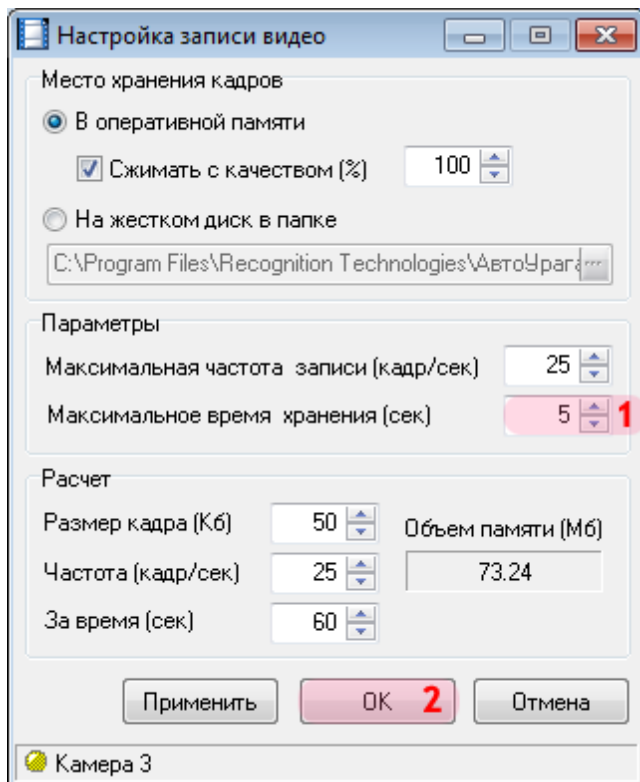 Настройка записи видео
Место хранения кадров
В оперативной памяти
Сжимать с качеством (%) 100
На жестком диск в папке
C:\Program Files\Recognition Technologies\АвтоУрага ...
Параметры
Максимальная частота записи (кадр/сек) 25
Максимальное время хранения (сек) 5 1
Расчет
Размер кадра (Кб) 50 Объем памяти (Мб)
Частота (кадр/сек) 25 73.24
За время (сек) 60
Применить OK 2 Отмена
Камера 3